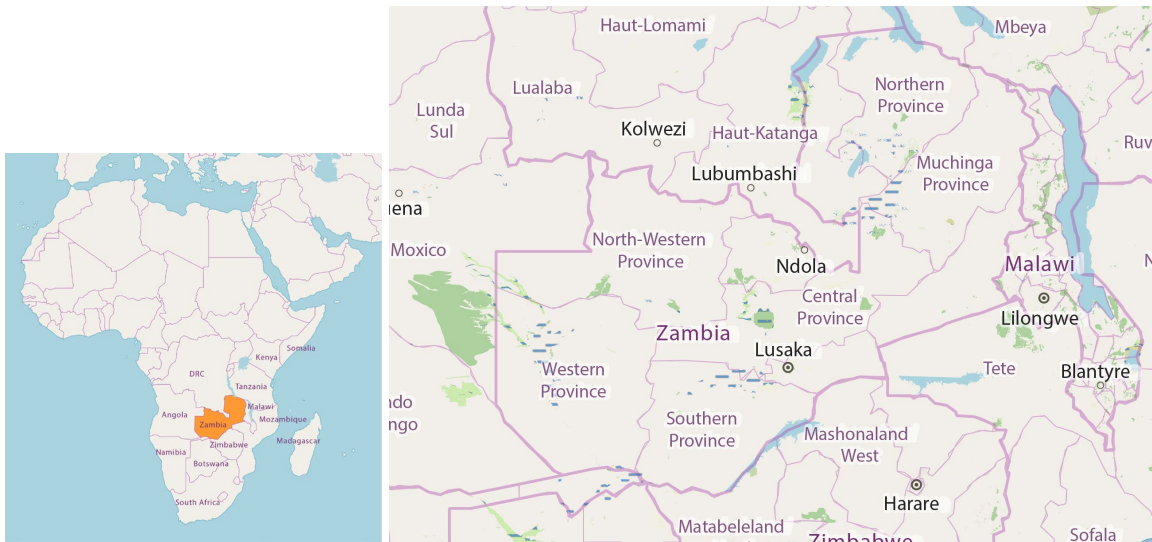 Somalia
Kenya
DRC
Tanzania
Malawi
Angola
Zambia
Mozambique
Madagascar
Zimbabwe
Namibia
Botswana
South Africa
Haut-Lomami
Mbeya
Lualaba
Northern
Province
Lunda
Sul
Kolwezi
Haut-Katanga
Ruv
Lubumbashi
Muchinga
Province
uena
Moxico
North-Western
Province
Ndola
Malawi
N
Central
Province
Lilongwe
Zambia
Lusaka
Western
Province
Tete
Blantyre
ndo
ngo
Southern
Province
Mashonaland
West
Harare
Matabeleland
Zimbabwe
Sofala